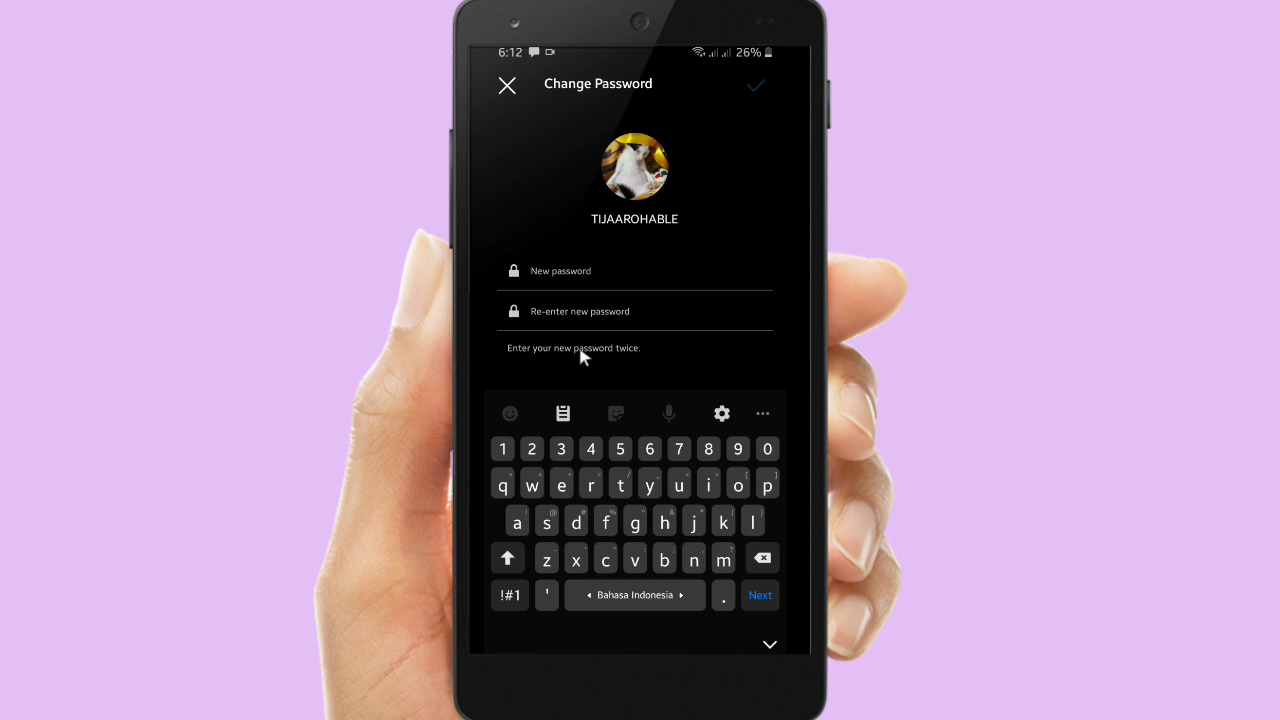 6:12 26%
Change Password
TIJAAROHABLE
New password
Re-enter new password
Enter your new password twice.
1 2 3 4 5 6 7 8 9 0
q w e r t y u i o p
a s d f g h j k l
z x c v b n m
!#1 ' Bahasa Indonesia . Next